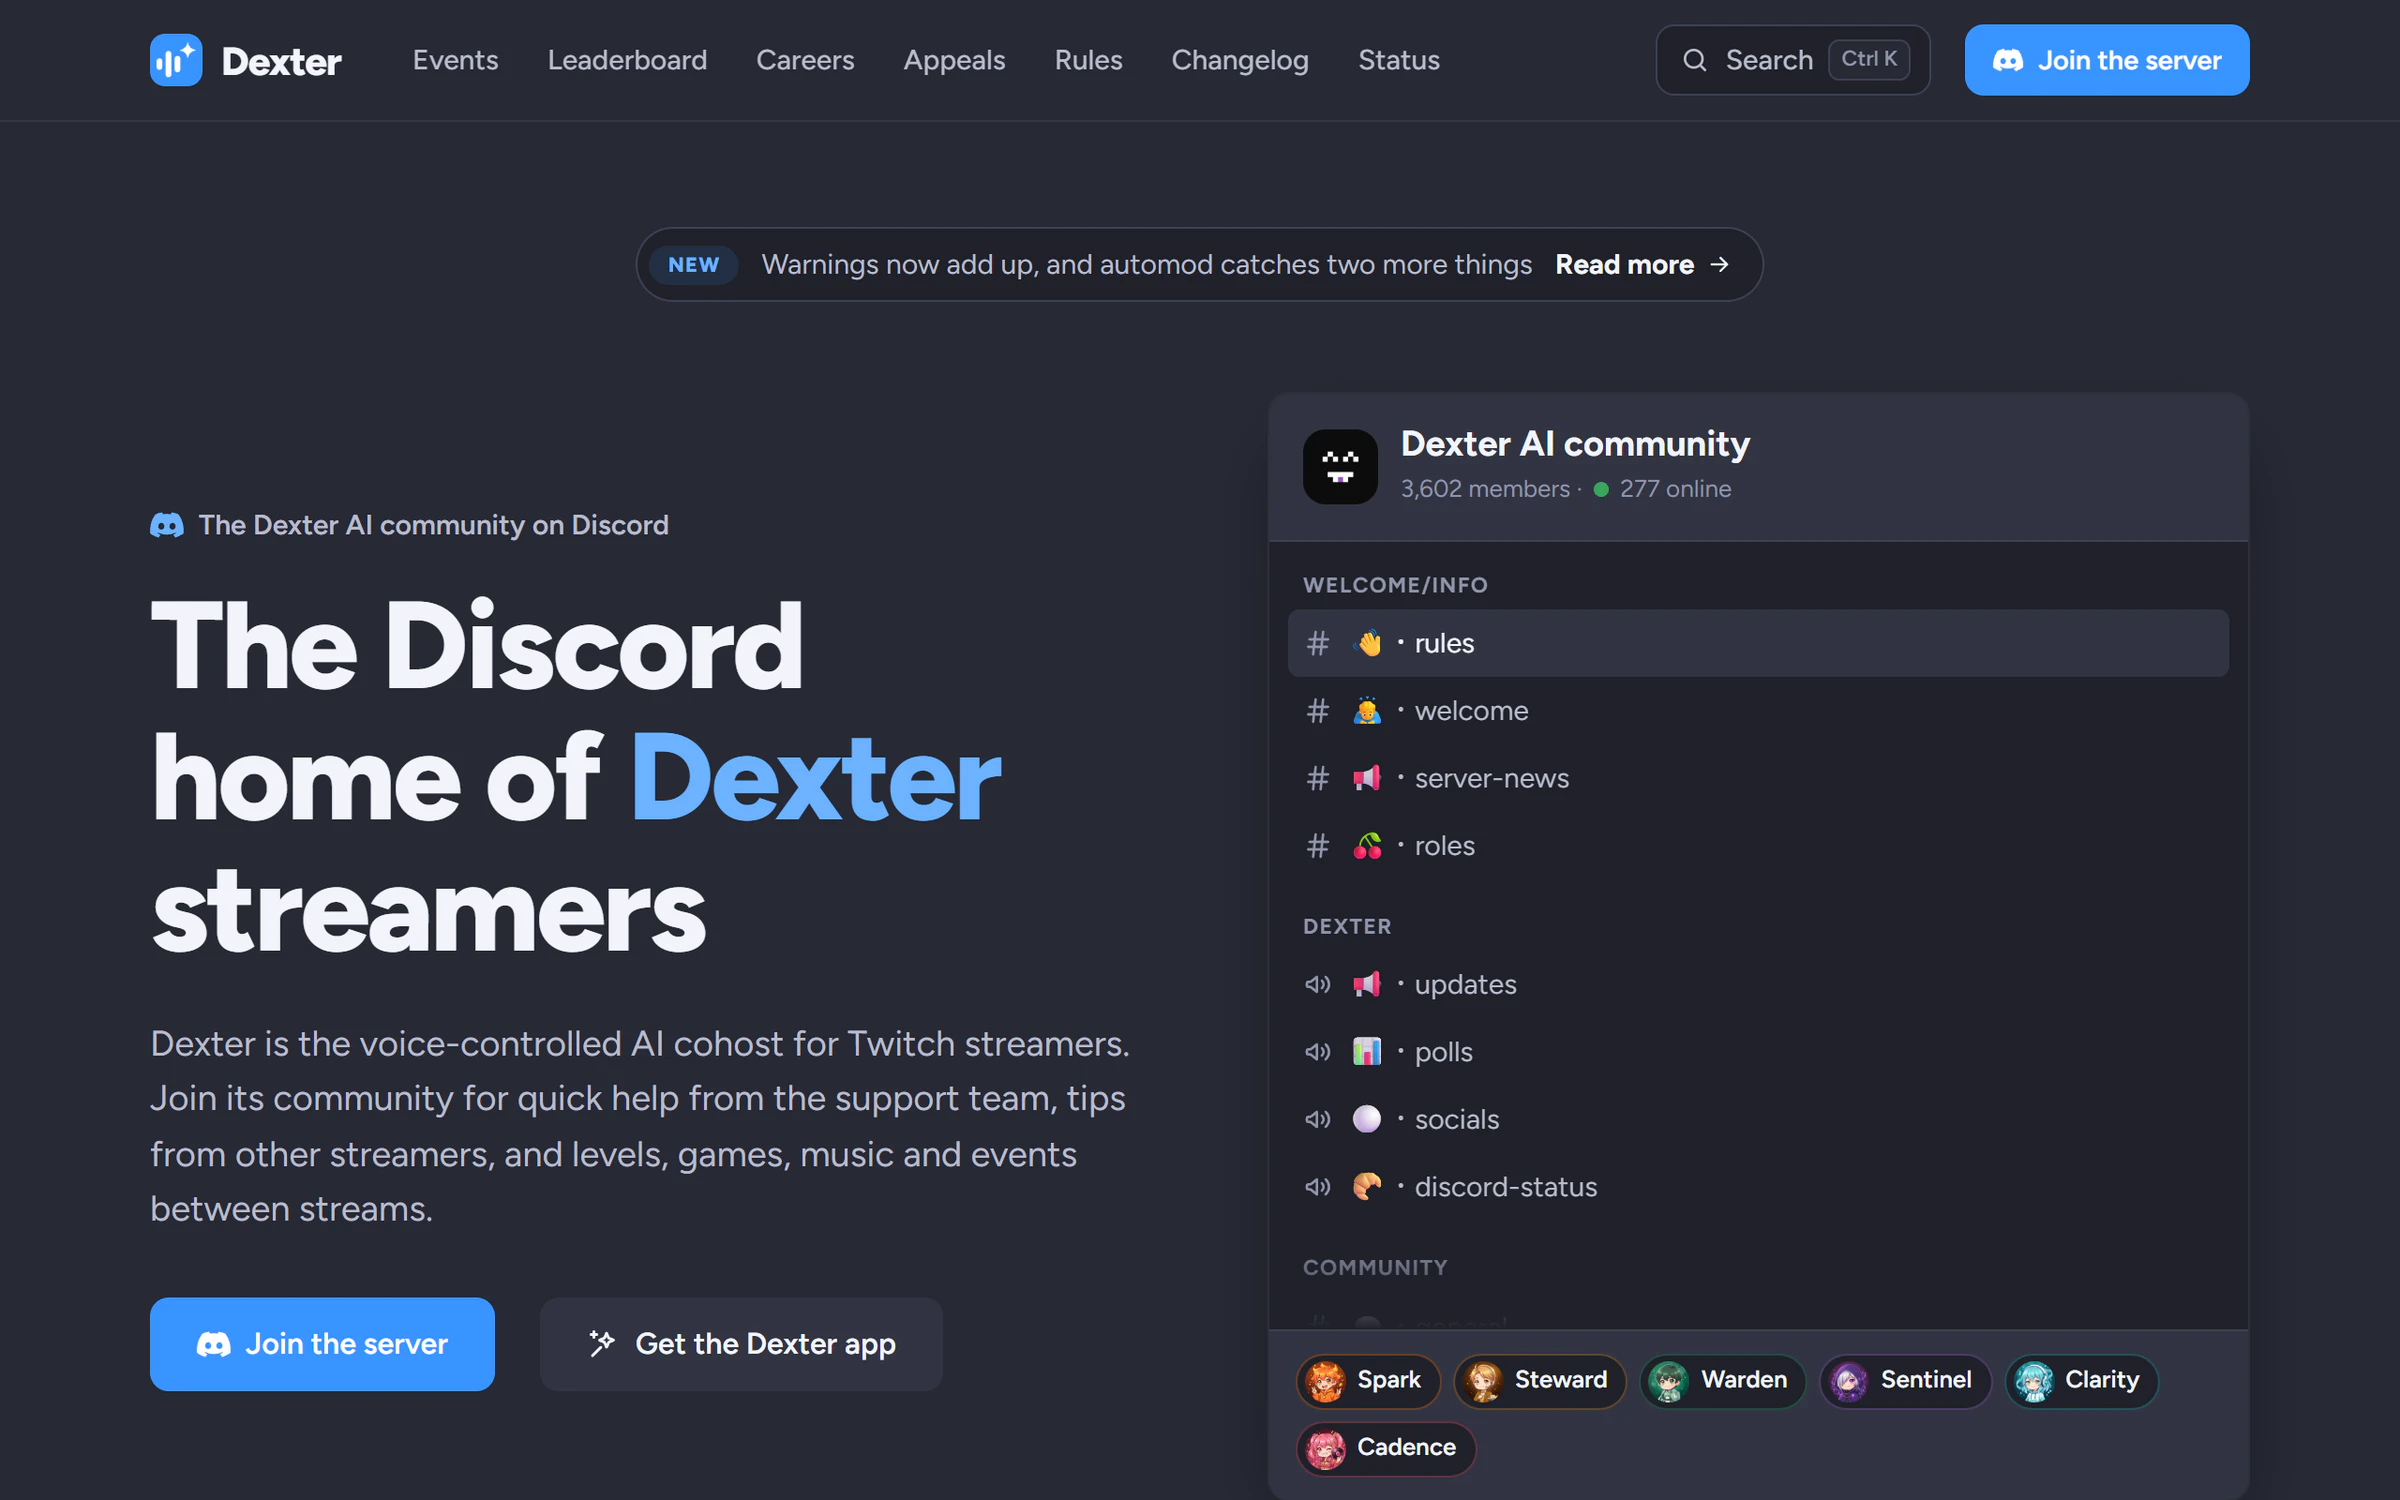 Dexter
Events
Leaderboard
Careers
Appeals
Rules
Changelog
Status
Search
Ctrl K
Join the server
NEW
Warnings now add up, and automod catches two more things
Read more →
The Dexter AI community on Discord
The Discord
home of Dexter
streamers
Dexter is the voice-controlled AI cohost for Twitch streamers.
Join its community for quick help from the support team, tips
from other streamers, and levels, games, music and events
between streams.
Join the server
Get the Dexter app
Dexter AI community
3,602 members · 277 online
WELCOME/INFO
# 👋 · rules
# 🙇 · welcome
# 📢 · server-news
# 🍒 · roles
DEXTER
📢 · updates
📊 · polls
· socials
🥐 · discord-status
COMMUNITY
# · general
Spark
Steward
Warden
Sentinel
Clarity
Cadence